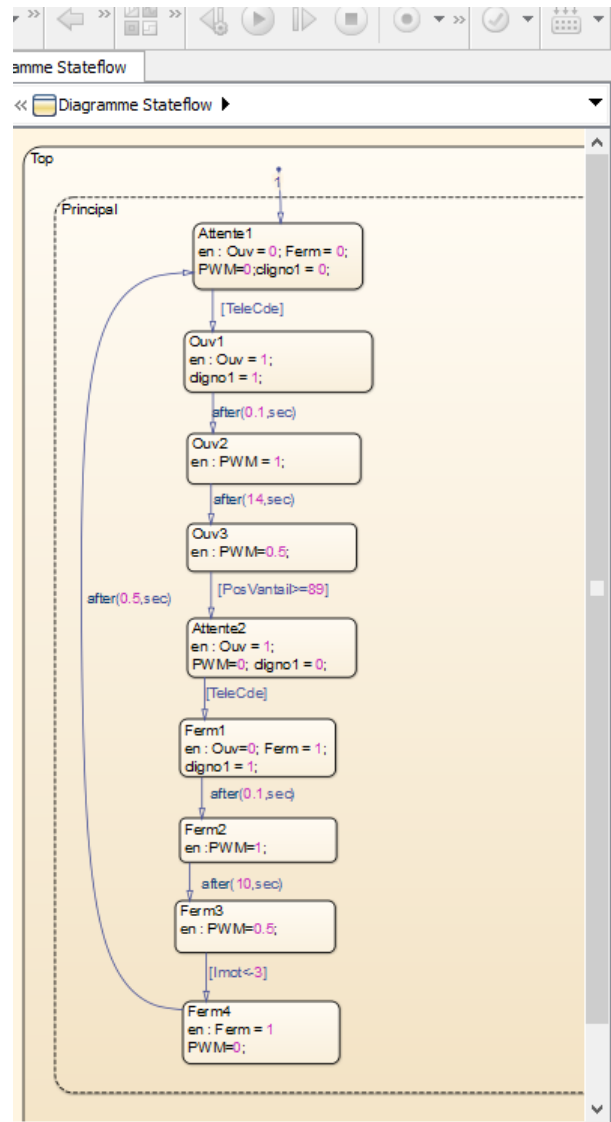 amme Stateflow
Diagramme Stateflow
Top
1
Principal
Attente1
en : Ouv = 0; Ferm = 0;
PWM=0;cligno1 = 0;
[TeleCde]
Ouv1
en : Ouv = 1;
cligno1 = 1;
after(0.1,sec)
Ouv2
en : PWM = 1;
after(14,sec)
Ouv3
en : PWM=0.5;
[PosVantail>=89]
after(0.5,sec)
Attente2
en : Ouv = 1;
PWM=0; cligno1 = 0;
[TeleCde]
Ferm1
en : Ouv=0; Ferm = 1;
cligno1 = 1;
after(0.1,sec)
Ferm2
en :PWM=1;
after( 10,sec)
Ferm3
en : PWM=0.5;
[Imot<-3]
Ferm4
en : Ferm = 1
PWM=0;